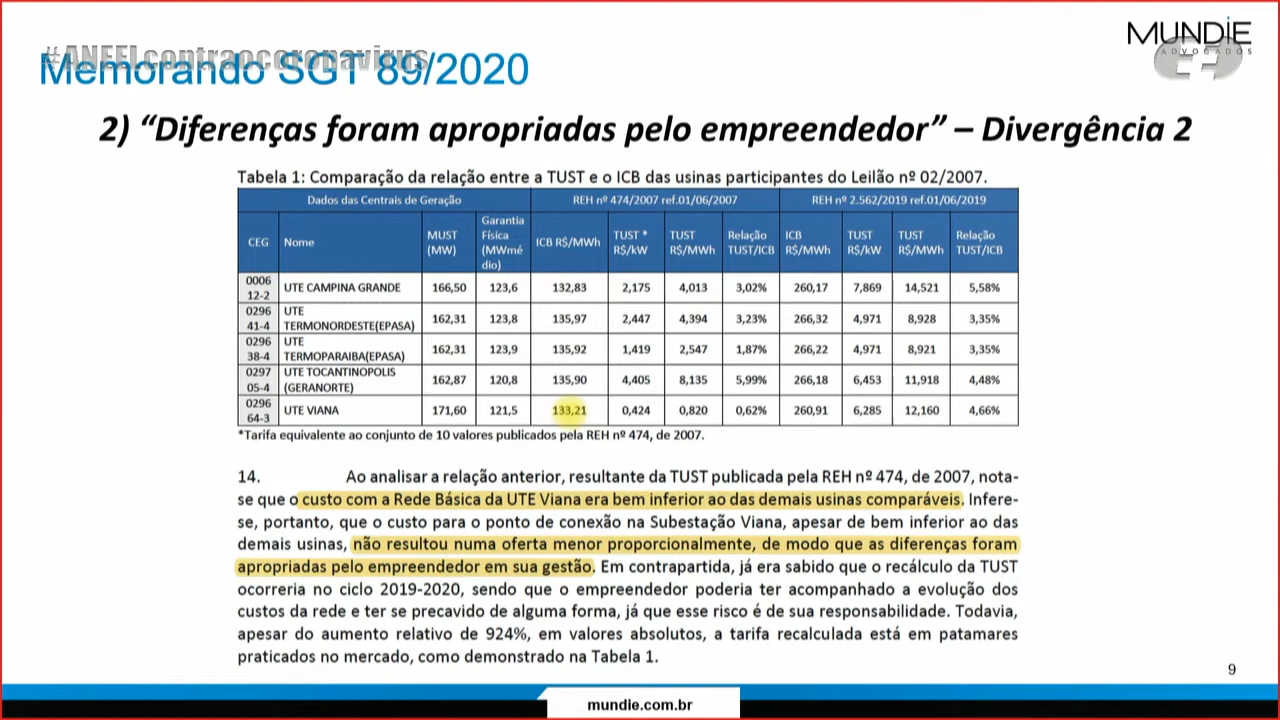 #ANEELcontraocoronavirus
MUNDIE
ADVOGADOS
Memorando SGT 89/2020
2) “Diferenças foram apropriadas pelo empreendedor” – Divergência 2
Tabela 1: Comparação da relação entre a TUST e o ICB das usinas participantes do Leilão nº 02/2007.
Dados das Centrais de Geração REH nº 474/2007 ref.01/06/2007 REH nº 2.562/2019 ref.01/06/2019
CEG Nome MUST (MW) Garantia Física (MWmédio) ICB R$/MWh TUST * R$/kW TUST R$/MWh Relação TUST/ICB ICB R$/MWh TUST R$/kW TUST R$/MWh Relação TUST/ICB
000612-2 UTE CAMPINA GRANDE 166,50 123,6 132,83 2,175 4,013 3,02% 260,17 7,869 14,521 5,58%
029641-4 UTE TERMONORDESTE(EPASA) 162,31 123,8 135,97 2,447 4,394 3,23% 266,32 4,971 8,928 3,35%
029638-4 UTE TERMOPARAIBA(EPASA) 162,31 123,9 135,92 1,419 2,547 1,87% 266,22 4,971 8,921 3,35%
029705-4 UTE TOCANTINOPOLIS (GERANORTE) 162,87 120,8 135,90 4,405 8,135 5,99% 266,18 6,453 11,918 4,48%
029664-3 UTE VIANA 171,60 121,5 133,21 0,424 0,820 0,62% 260,91 6,285 12,160 4,66%
*Tarifa equivalente ao conjunto de 10 valores publicados pela REH nº 474, de 2007.
14. Ao analisar a relação anterior, resultante da TUST publicada pela REH nº 474, de 2007, nota-
se que o custo com a Rede Básica da UTE Viana era bem inferior ao das demais usinas comparáveis. Infere-
se, portanto, que o custo para o ponto de conexão na Subestação Viana, apesar de bem inferior ao das
demais usinas, não resultou numa oferta menor proporcionalmente, de modo que as diferenças foram
apropriadas pelo empreendedor em sua gestão. Em contrapartida, já era sabido que o recálculo da TUST
ocorreria no ciclo 2019-2020, sendo que o empreendedor poderia ter acompanhado a evolução dos
custos da rede e ter se precavido de alguma forma, já que esse risco é de sua responsabilidade. Todavia,
apesar do aumento relativo de 924%, em valores absolutos, a tarifa recalculada está em patamares
praticados no mercado, como demonstrado na Tabela 1.
9
mundie.com.br